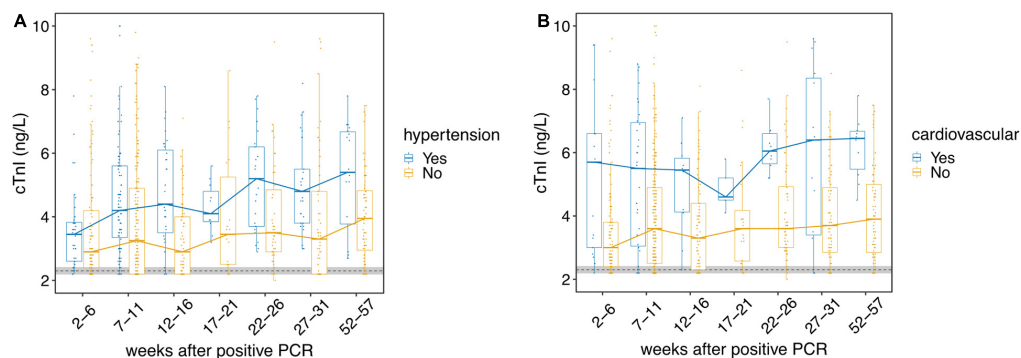 A
cTnI (ng/L)
10
8
6
4
2
2–6
7–11
12–16
17–21
22–26
27–31
52–57
weeks after positive PCR
hypertension
Yes
No
B
cTnI (ng/L)
10
8
6
4
2
2–6
7–11
12–16
17–21
22–26
27–31
52–57
weeks after positive PCR
cardiovascular
Yes
No